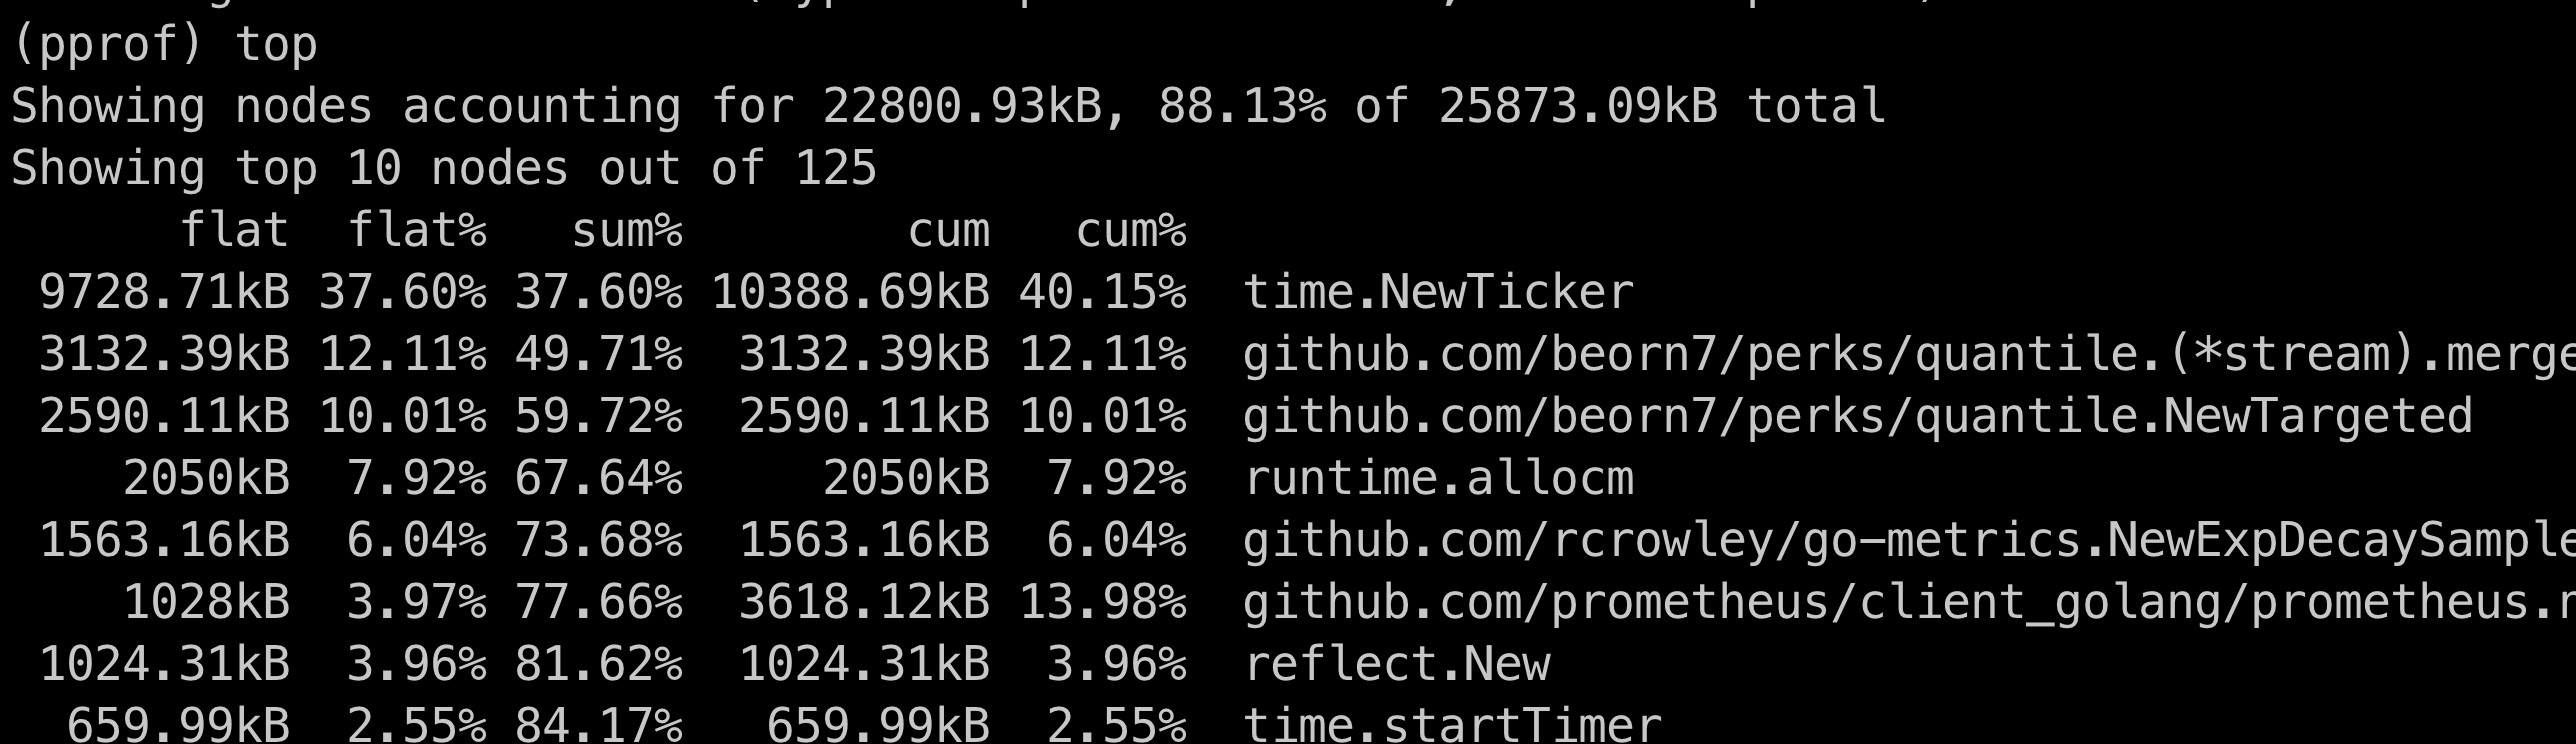 (pprof) top
Showing nodes accounting for 22800.93kB, 88.13% of 25873.09kB total
Showing top 10 nodes out of 125
flat flat% sum% cum cum%
9728.71kB 37.60% 37.60% 10388.69kB 40.15% time.NewTicker
3132.39kB 12.11% 49.71% 3132.39kB 12.11% github.com/beorn7/perks/quantile.(*stream).merge
2590.11kB 10.01% 59.72% 2590.11kB 10.01% github.com/beorn7/perks/quantile.NewTargeted
2050kB 7.92% 67.64% 2050kB 7.92% runtime.allocm
1563.16kB 6.04% 73.68% 1563.16kB 6.04% github.com/rcrowley/go-metrics.NewExpDecaySample
1028kB 3.97% 77.66% 3618.12kB 13.98% github.com/prometheus/client_golang/prometheus.n
1024.31kB 3.96% 81.62% 1024.31kB 3.96% reflect.New
659.99kB 2.55% 84.17% 659.99kB 2.55% time.startTimer